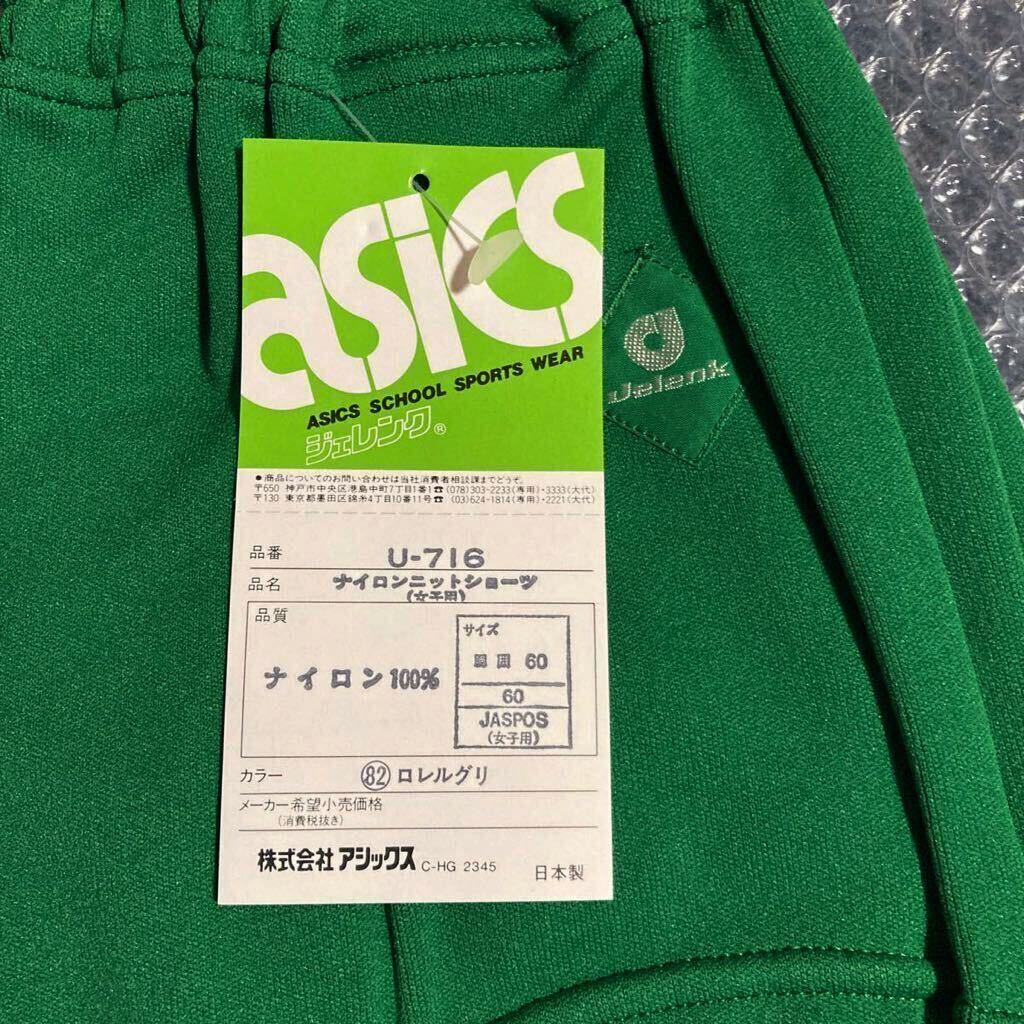 asics
ASICS SCHOOL SPORTS WEAR
ジェレンク®
Jelenk
●商品についてのお問い合わせは当社消費者相談課までどうぞ。
〒650 神戸市中央区港島中町7丁目1番1☎(078)303-2233(専用)・3333(大代)
〒130 東京都墨田区錦糸4丁目10番11号☎(03)624-1814(専用)・2221(大代)
品番 U-716
品名 ナイロンニットショーツ
(女子用)
品質
ナイロン100%
サイズ
胴囲 60
60
JASPOS
(女子用)
カラー 82 ロレルグリ
メーカー希望小売価格
(消費税抜き)
株式会社アシックス C-HG 2345 日本製